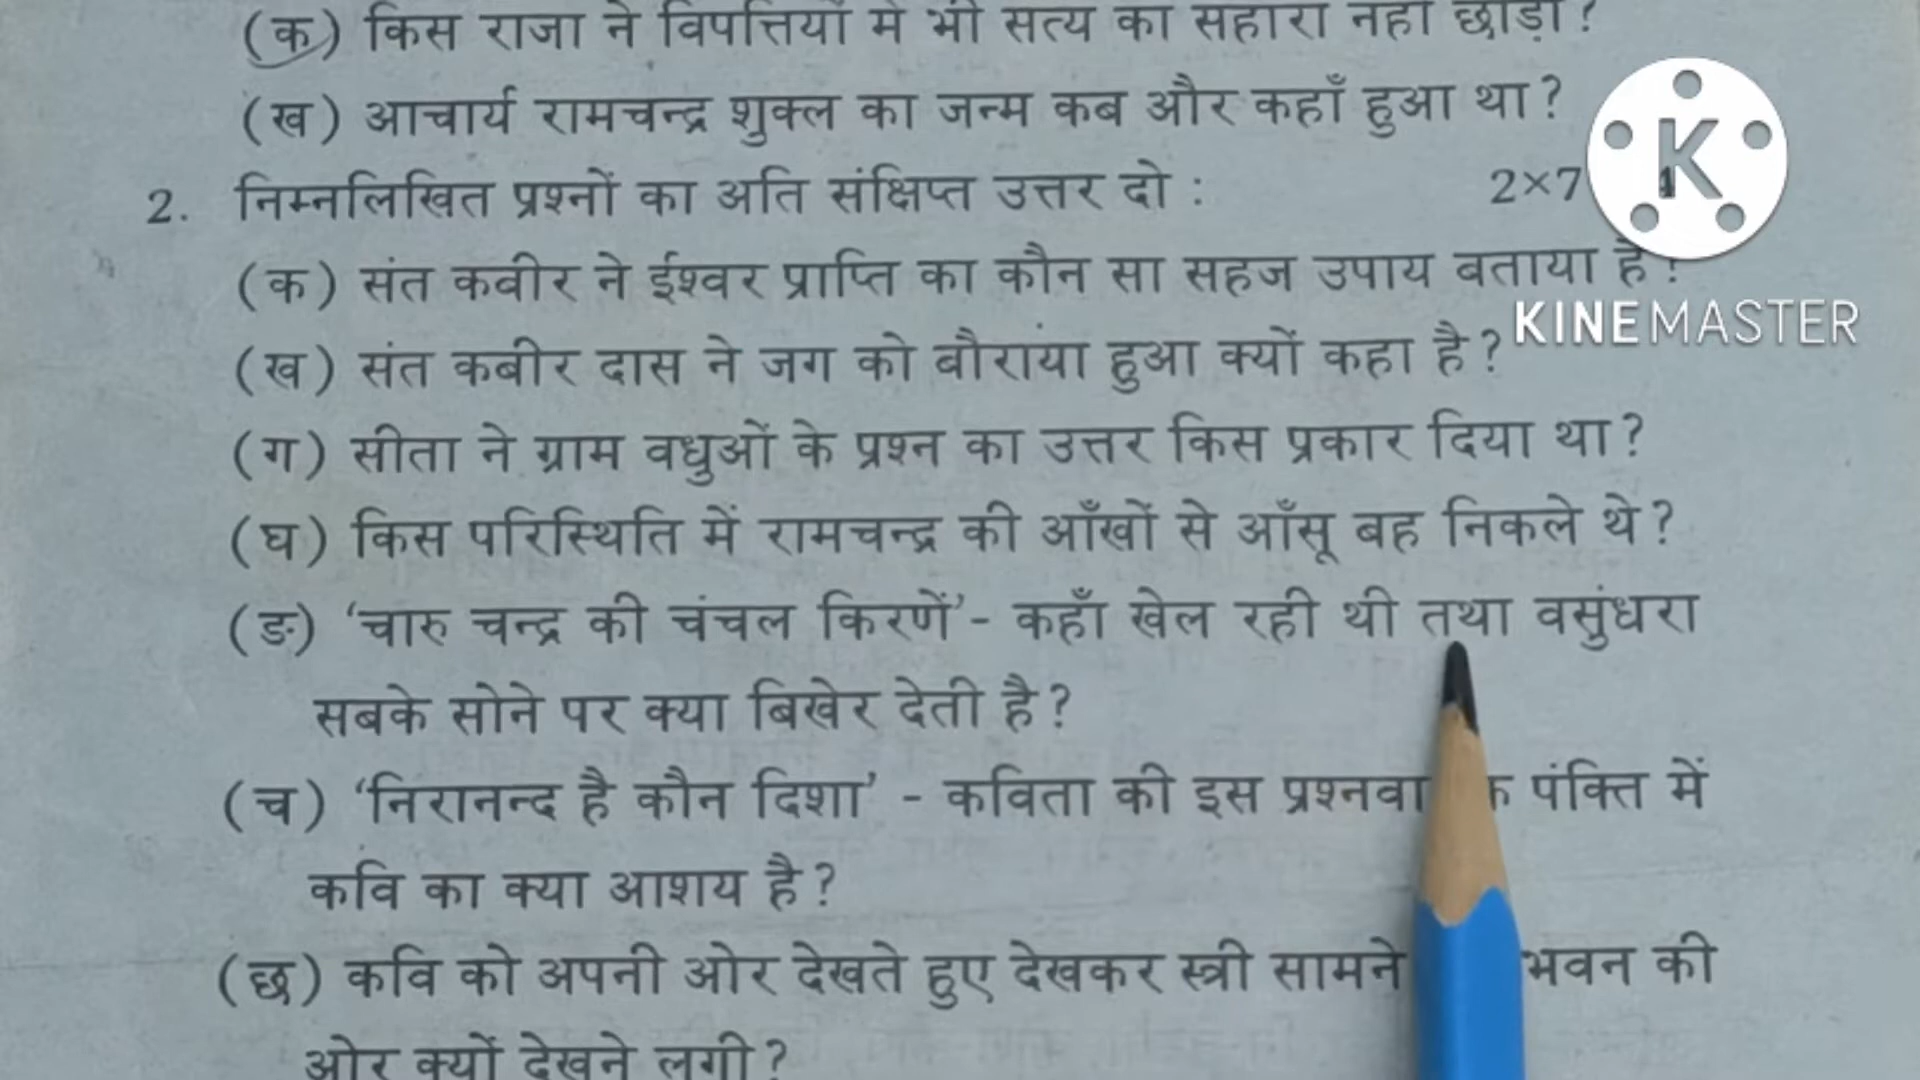 (क) किस राजा ने विपत्तियों में भी सत्य का सहारा नहीं छोड़ा?
(ख) आचार्य रामचन्द्र शुक्ल का जन्म कब और कहाँ हुआ था?
2. निम्नलिखित प्रश्नों का अति संक्षिप्त उत्तर दो : 2×7
K
(क) संत कबीर ने ईश्वर प्राप्ति का कौन सा सहज उपाय बताया है?
KINEMASTER
(ख) संत कबीर दास ने जग को बौरांया हुआ क्यों कहा है?
(ग) सीता ने ग्राम वधुओं के प्रश्न का उत्तर किस प्रकार दिया था?
(घ) किस परिस्थिति में रामचन्द्र की आँखों से आँसू बह निकले थे?
(ङ) ‘चारु चन्द्र की चंचल किरणें’- कहाँ खेल रही थी तथा वसुंधरा
सबके सोने पर क्या बिखेर देती है?
(च) ‘निरानन्द है कौन दिशा’ - कविता की इस पंक्ति में
कवि का क्या आशय है?
(छ) कवि को अपनी ओर देखते हुए देखकर स्त्री सामने भवन की
ओर क्यों देखने लगी?